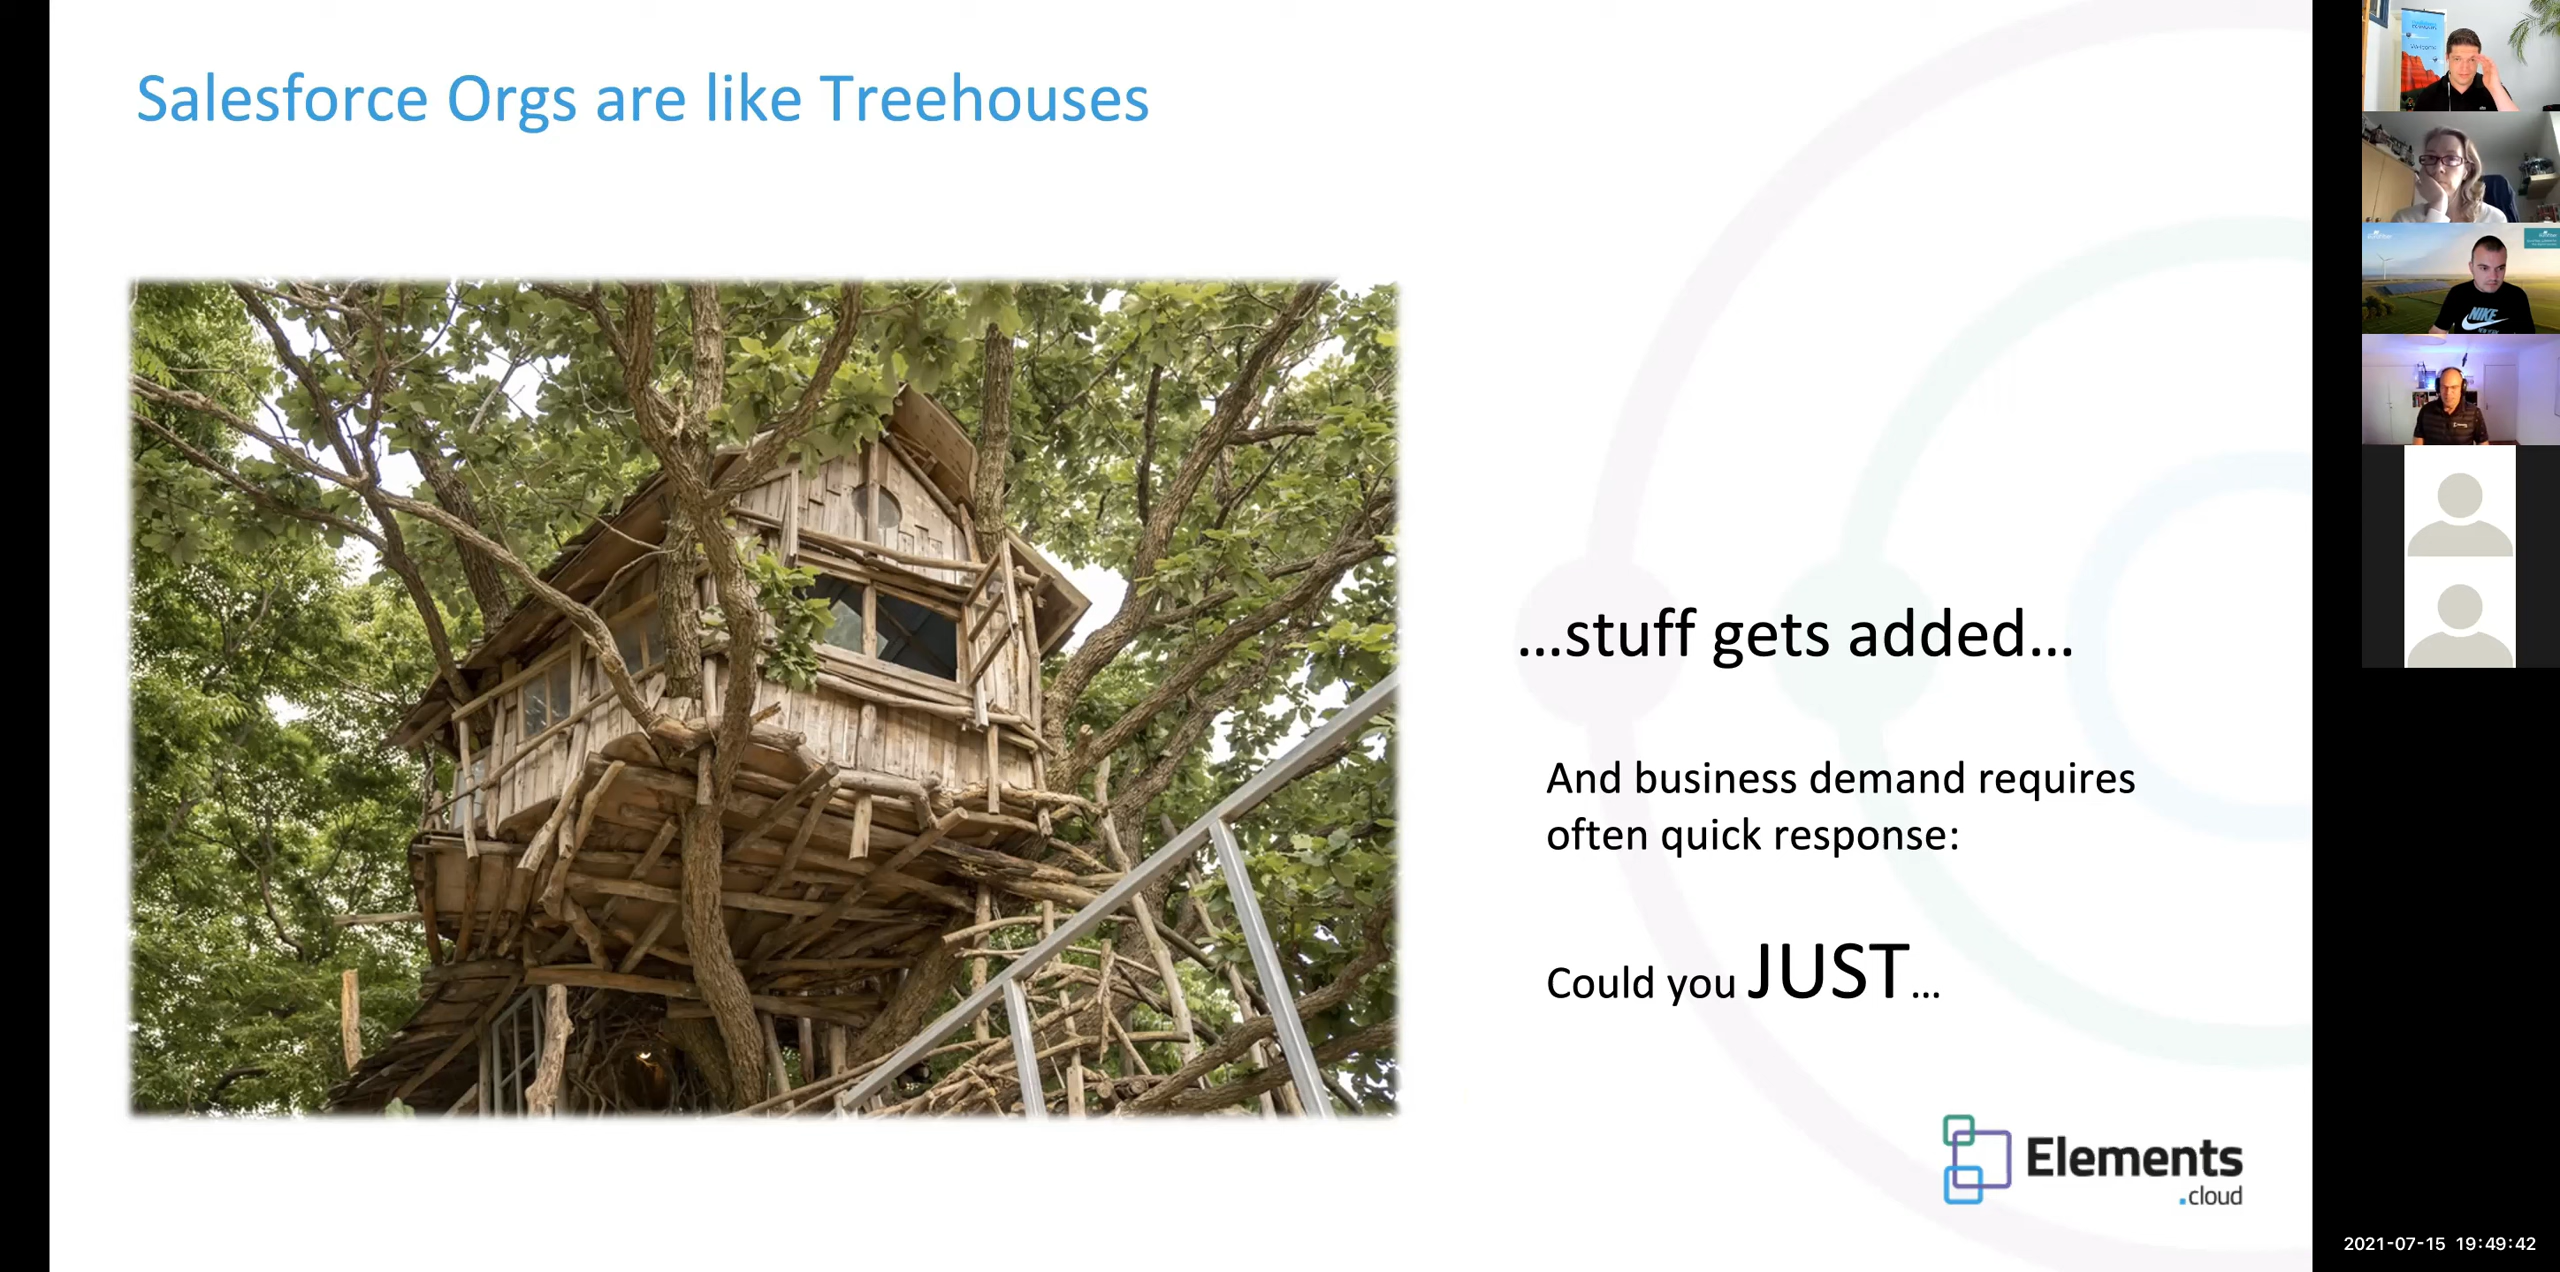 Salesforce Orgs are like Treehouses
...stuff gets added...
And business demand requires
often quick response:
Could you JUST...
Elements
.cloud
NIKE
2021-07-15 19:49:42